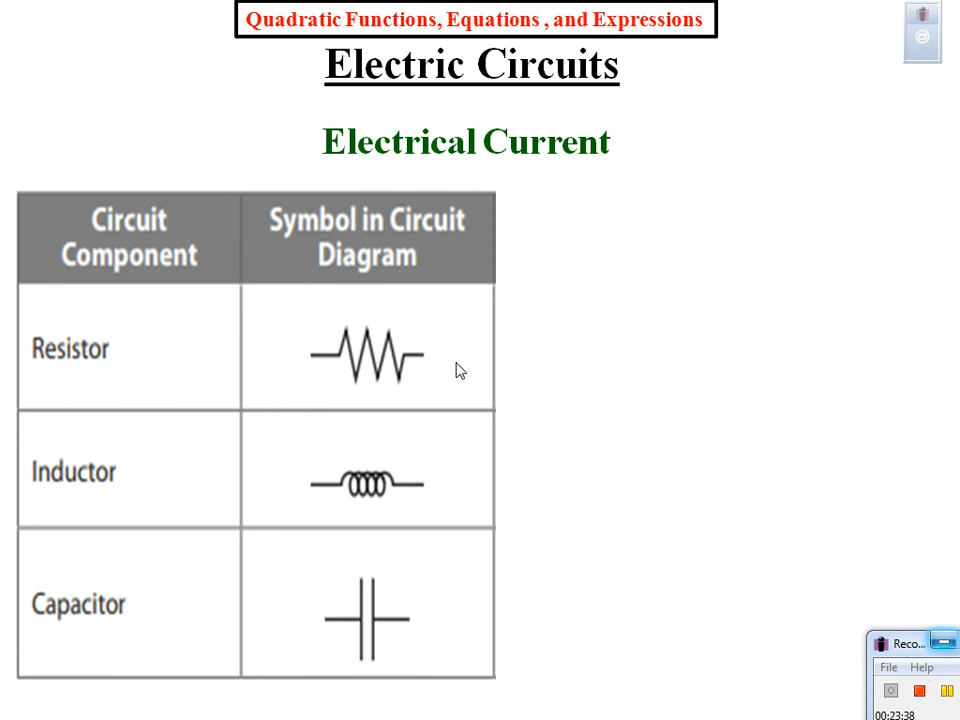 Quadratic Functions, Equations , and Expressions
Electric Circuits
Electrical Current
Circuit Component
Symbol in Circuit Diagram
Resistor
Inductor
Capacitor
Reco...
File Help
00:23:38